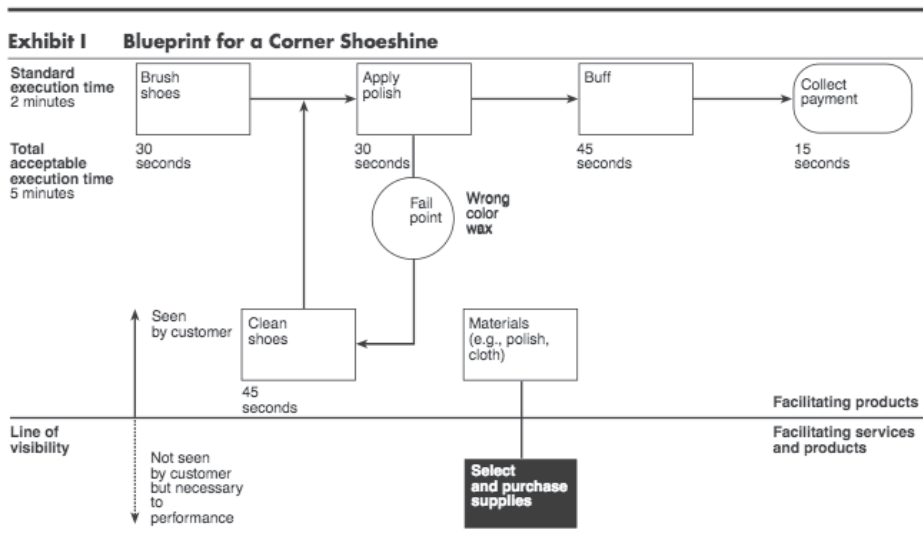 Exhibit I Blueprint for a Corner Shoeshine
Standard
execution time
2 minutes
Brush
shoes
Apply
polish
Buff
Collect
payment
Total
acceptable
execution time
5 minutes
30
seconds
30
seconds
45
seconds
15
seconds
Fail
point
Wrong
color
wax
Seen
by customer
Clean
shoes
Materials
(e.g., polish,
cloth)
45
seconds
Facilitating products
Line of
visibility
Facilitating services
and products
Not seen
by customer
but necessary
to
performance
Select
and purchase
supplies